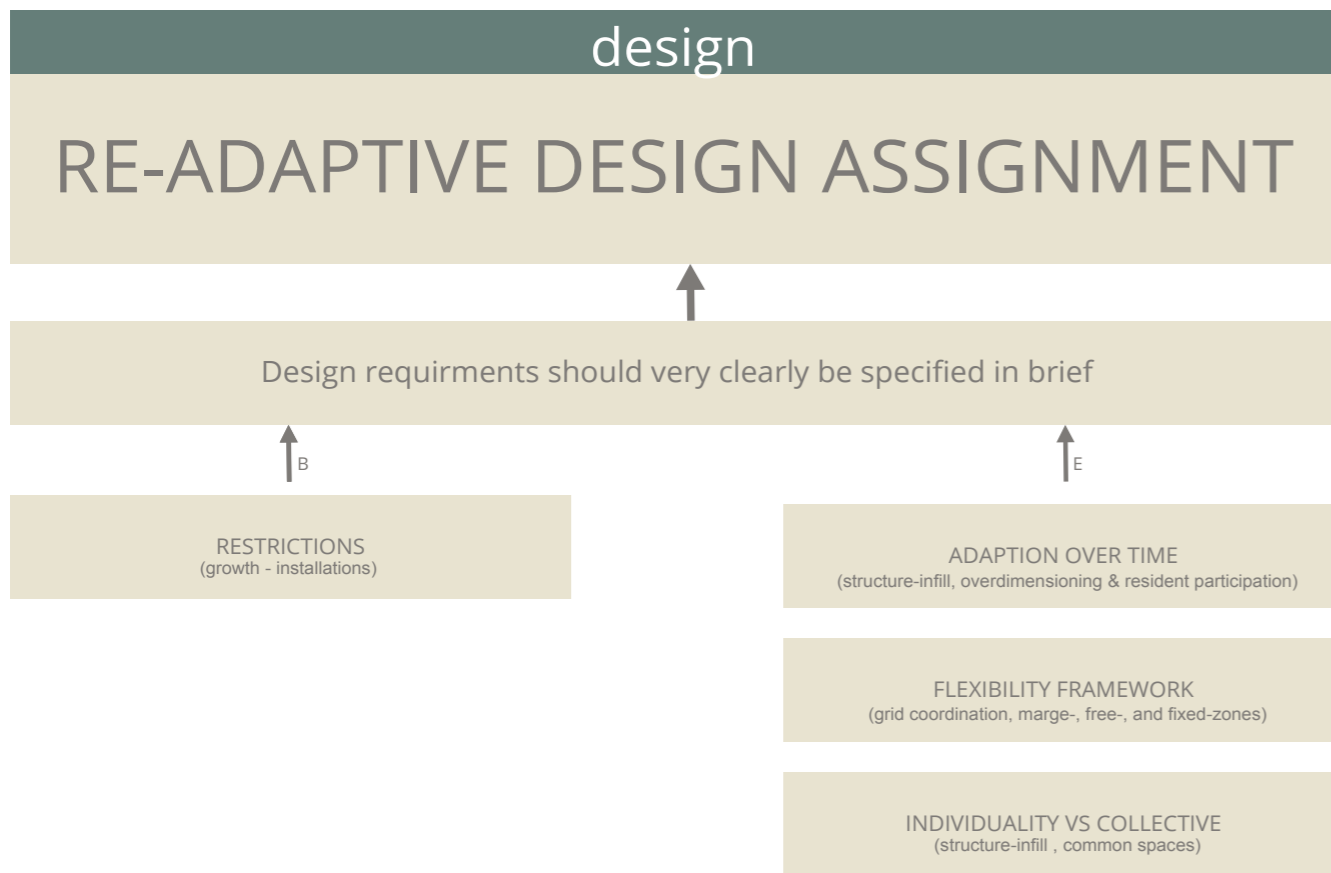 design
RE-ADAPTIVE DESIGN ASSIGNMENT
Design requirments should very clearly be specified in brief
B
E
RESTRICTIONS
(growth - installations)
ADAPTION OVER TIME
(structure-infill, overdimensioning & resident participation)
FLEXIBILITY FRAMEWORK
(grid coordination, marge-, free-, and fixed-zones)
INDIVIDUALITY VS COLLECTIVE
(structure-infill , common spaces)